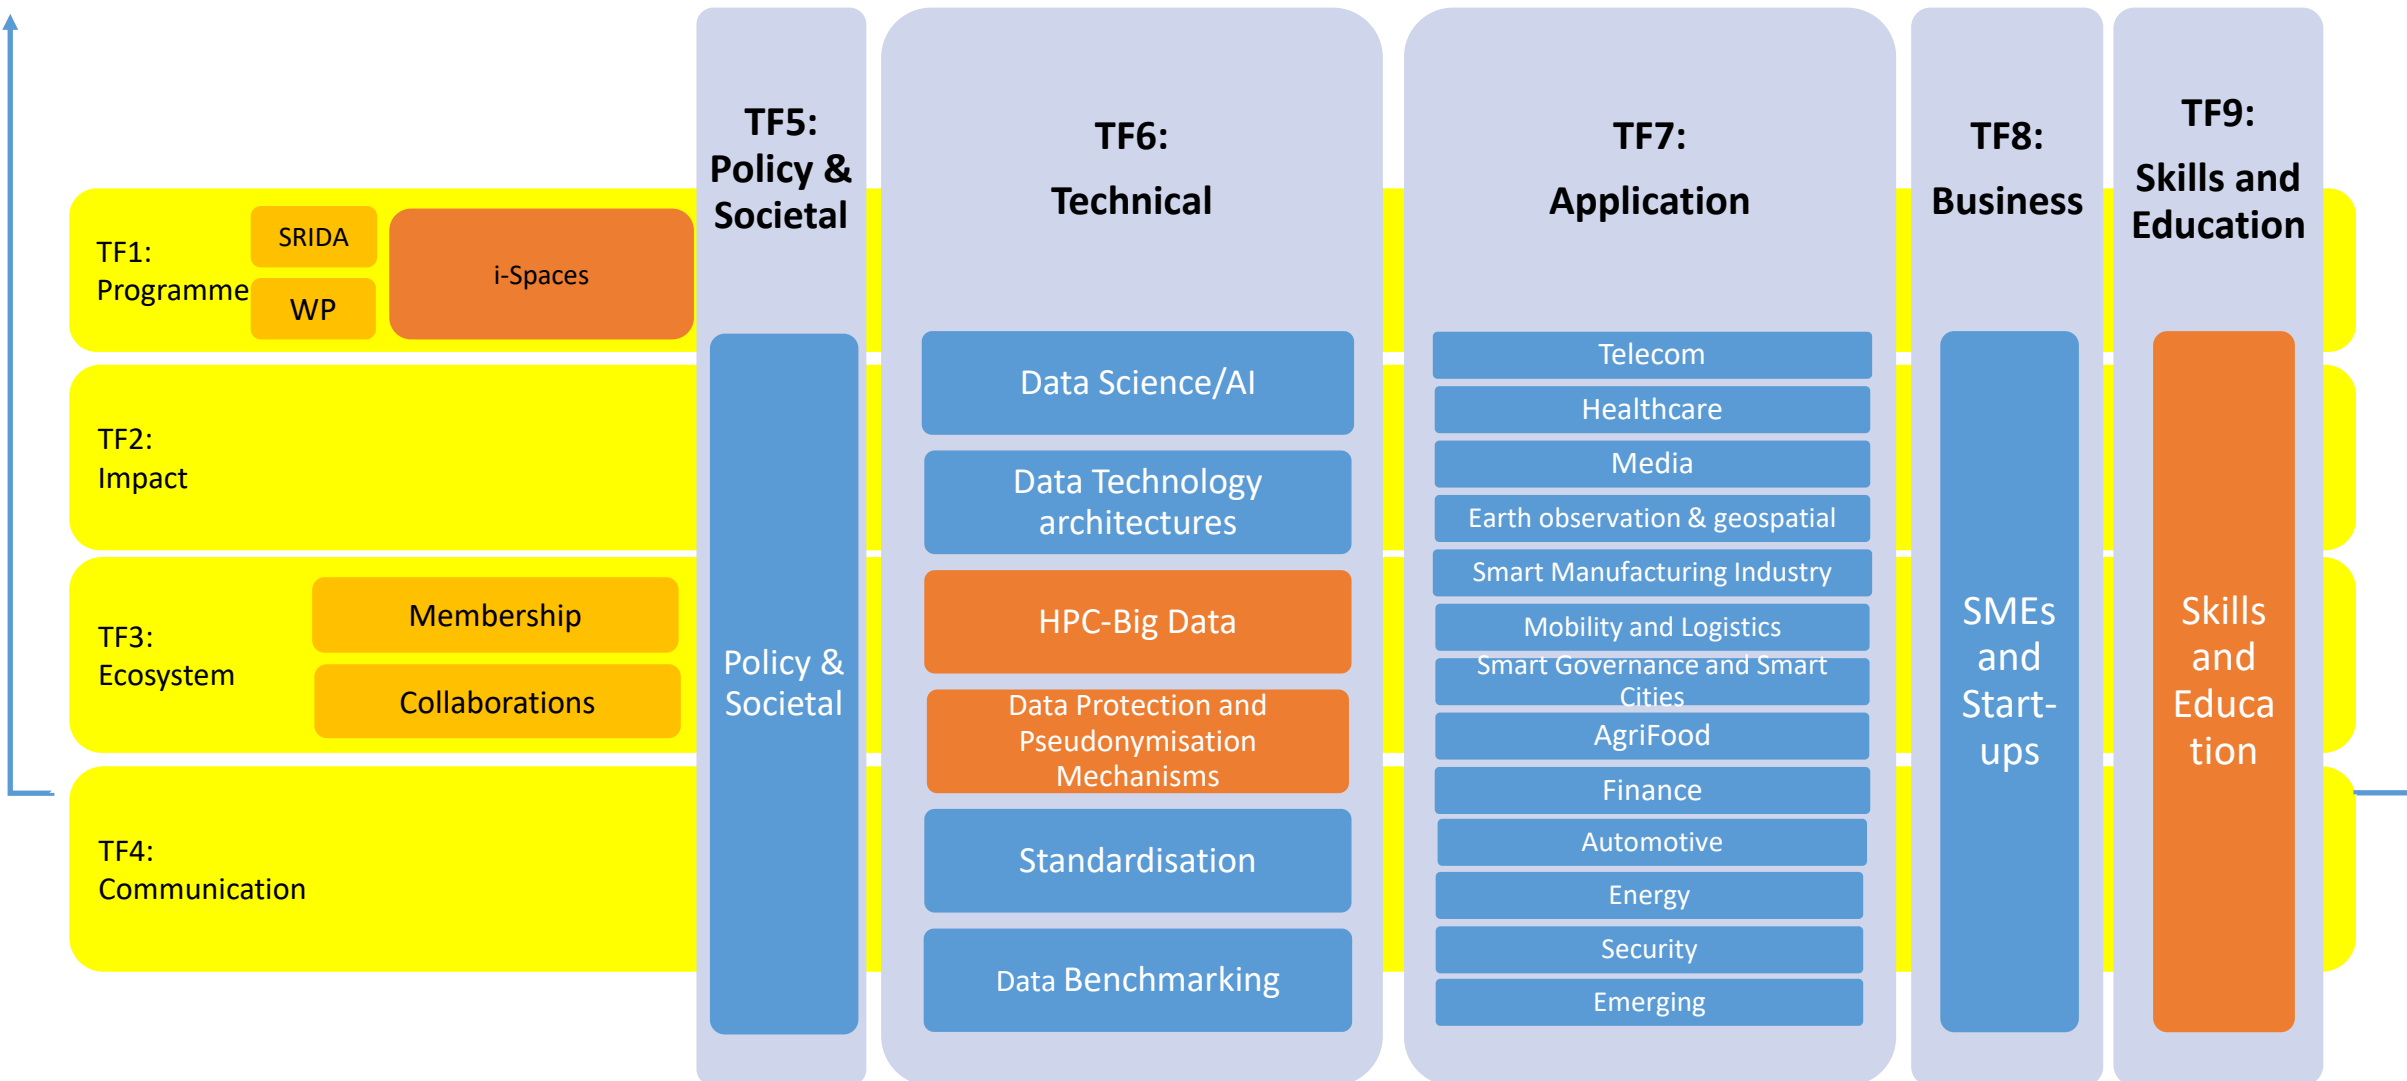 TF1:
Programme
SRIDA
WP
i-Spaces
TF2:
Impact
TF3:
Ecosystem
Membership
Collaborations
TF4:
Communication
TF5:
Policy &
Societal
Policy &
Societal
TF6:
Technical
Data Science/AI
Data Technology
architectures
HPC-Big Data
Data Protection and
Pseudonymisation
Mechanisms
Standardisation
Data Benchmarking
TF7:
Application
Telecom
Healthcare
Media
Earth observation & geospatial
Smart Manufacturing Industry
Mobility and Logistics
Smart Governance and Smart
Cities
AgriFood
Finance
Automotive
Energy
Security
Emerging
TF8:
Business
SMEs
and
Start-
ups
TF9:
Skills and
Education
Skills
and
Educa
tion